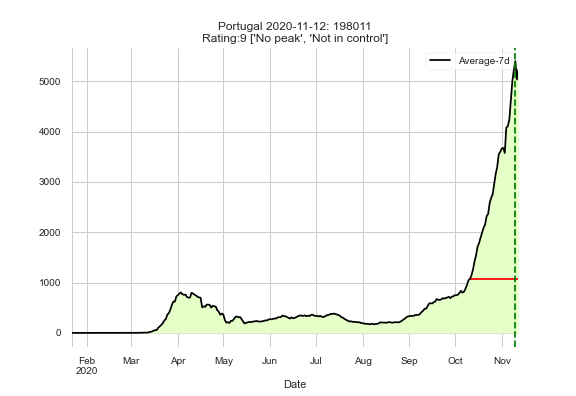 Portugal 2020-11-12: 198011
Rating:9 ['No peak', 'Not in control']
Average-7d
5000
4000
3000
2000
1000
0
Feb Mar Apr May Jun Jul Aug Sep Oct Nov
2020
Date